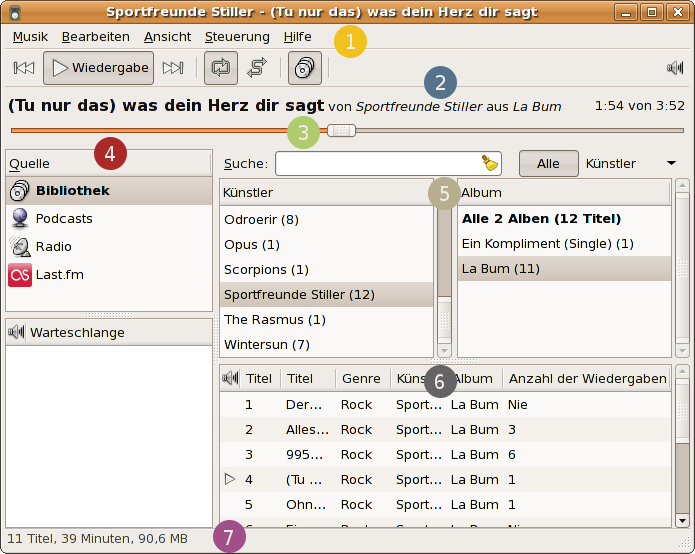 Sportfreunde Stiller - (Tu nur das) was dein Herz dir sagt
Musik Bearbeiten Ansicht Steuerung Hilfe
1
Wiedergabe
2
(Tu nur das) was dein Herz dir sagt von Sportfreunde Stiller aus La Bum 1:54 von 3:52
3
4
Quelle
Bibliothek
Podcasts
Radio
Last.fm
Warteschlange
Suche: Alle Künstler
5
Künstler
Odroerir (8)
Opus (1)
Scorpions (1)
Sportfreunde Stiller (12)
The Rasmus (1)
Wintersun (7)
Album
Alle 2 Alben (12 Titel)
Ein Kompliment (Single) (1)
La Bum (11)
6
Titel Titel Genre Küns Album Anzahl der Wiedergaben
1 Der... Rock Sport... La Bum Nie
2 Alles... Rock Sport... La Bum 3
3 995... Rock Sport... La Bum 6
4 (Tu ... Rock Sport... La Bum 1
5 Ohn... Rock Sport... La Bum 1
11 Titel, 39 Minuten, 90,6 MB
7